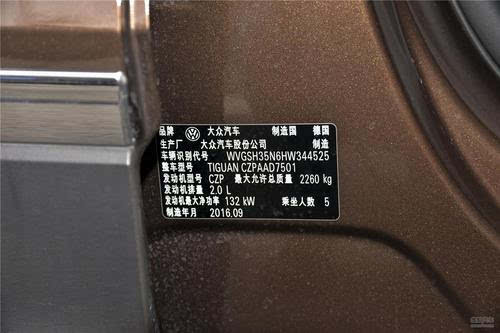 品牌 大众汽车 制造国 德国
生产厂 大众汽车股份公司
车辆识别代号 WVGSH35N6HW344525
整车型号 TIGUAN CZPAAD7501
发动机型号 CZP 最大允许总质量 2260 kg
发动机排量 2.0 L
发动机最大净功率 132 kW 乘坐人数 5
制造年月 2016.09